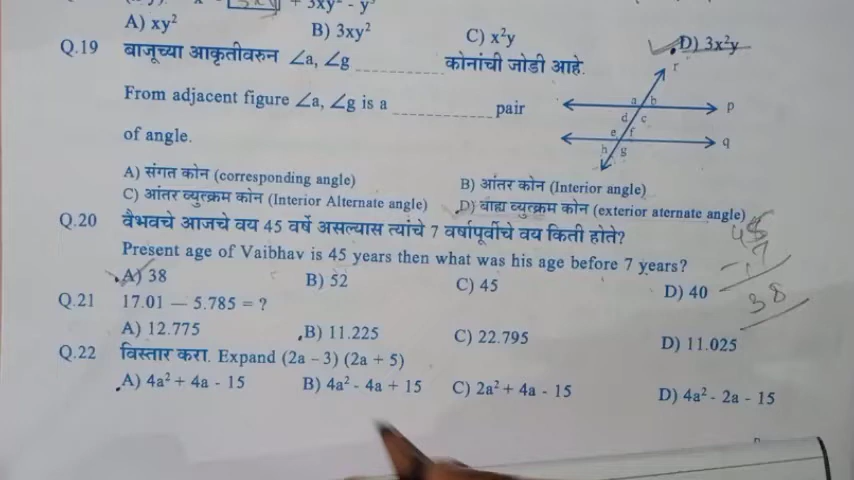 + 3xy² - y³
A) xy² B) 3xy² C) x²y D) 3x²y
Q.19 बाजूच्या आकृतीवरुन ∠a, ∠g __________ कोनांची जोडी आहे.
From adjacent figure ∠a, ∠g is a __________ pair
of angle.
r
a b p
d c
e f q
h g
A) संगत कोन (corresponding angle) B) आंतर कोन (Interior angle)
C) आंतर व्युत्क्रम कोन (Interior Alternate angle) D) बाह्य व्युत्क्रम कोन (exterior aternate angle)
Q.20 वैभवचे आजचे वय 45 वर्षे असल्यास त्यांचे 7 वर्षापूर्वीचे वय किती होते?
Present age of Vaibhav is 45 years then what was his age before 7 years?
A) 38 B) 52 C) 45 D) 40
45
- 7
38
Q.21 17.01 — 5.785 = ?
A) 12.775 B) 11.225 C) 22.795 D) 11.025
Q.22 विस्तार करा. Expand (2a – 3) (2a + 5)
A) 4a² + 4a - 15 B) 4a² - 4a + 15 C) 2a² + 4a - 15 D) 4a² - 2a - 15